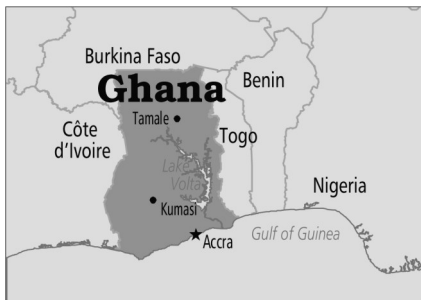 Burkina Faso
Ghana
Benin
Tamale
Côte
d’Ivoire
Togo
Lake
Volta
Nigeria
Kumasi
Accra
Gulf of Guinea